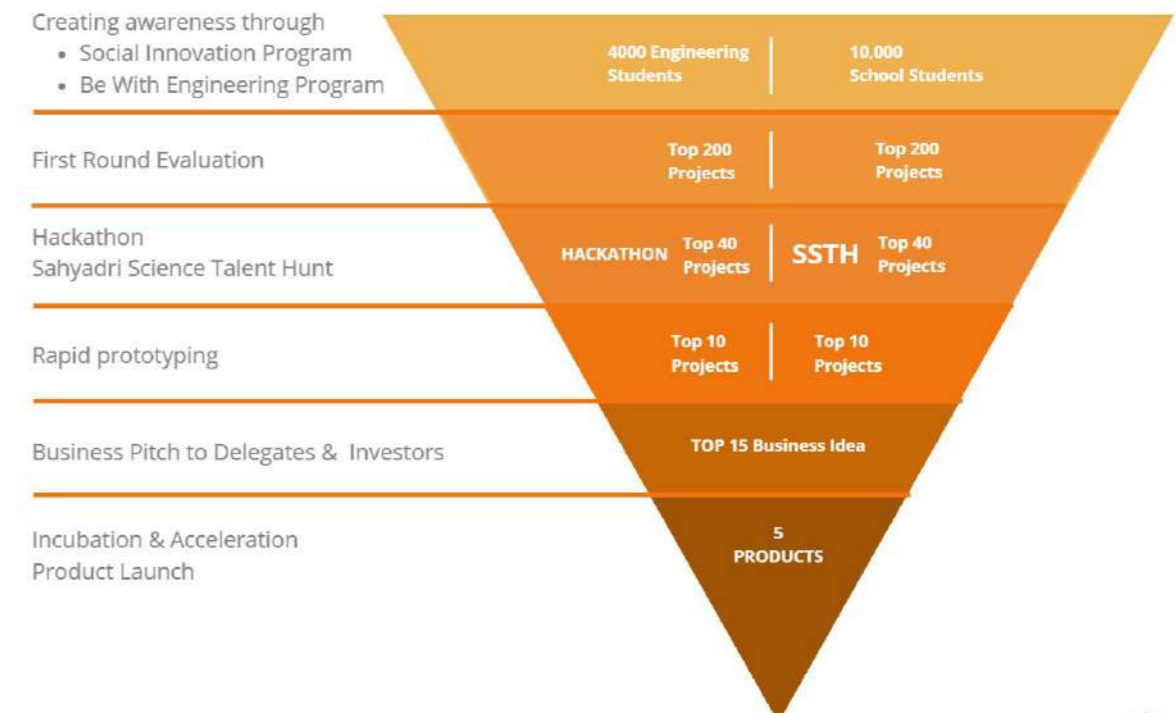 Creating awareness through
• Social Innovation Program
• Be With Engineering Program
4000 Engineering
Students
10,000
School Students
First Round Evaluation
Top 200
Projects
Top 200
Projects
Hackathon
Sahyadri Science Talent Hunt
HACKATHON
Top 40
Projects
SSTH
Top 40
Projects
Rapid prototyping
Top 10
Projects
Top 10
Projects
Business Pitch to Delegates & Investors
TOP 15 Business Idea
Incubation & Acceleration
Product Launch
5
PRODUCTS